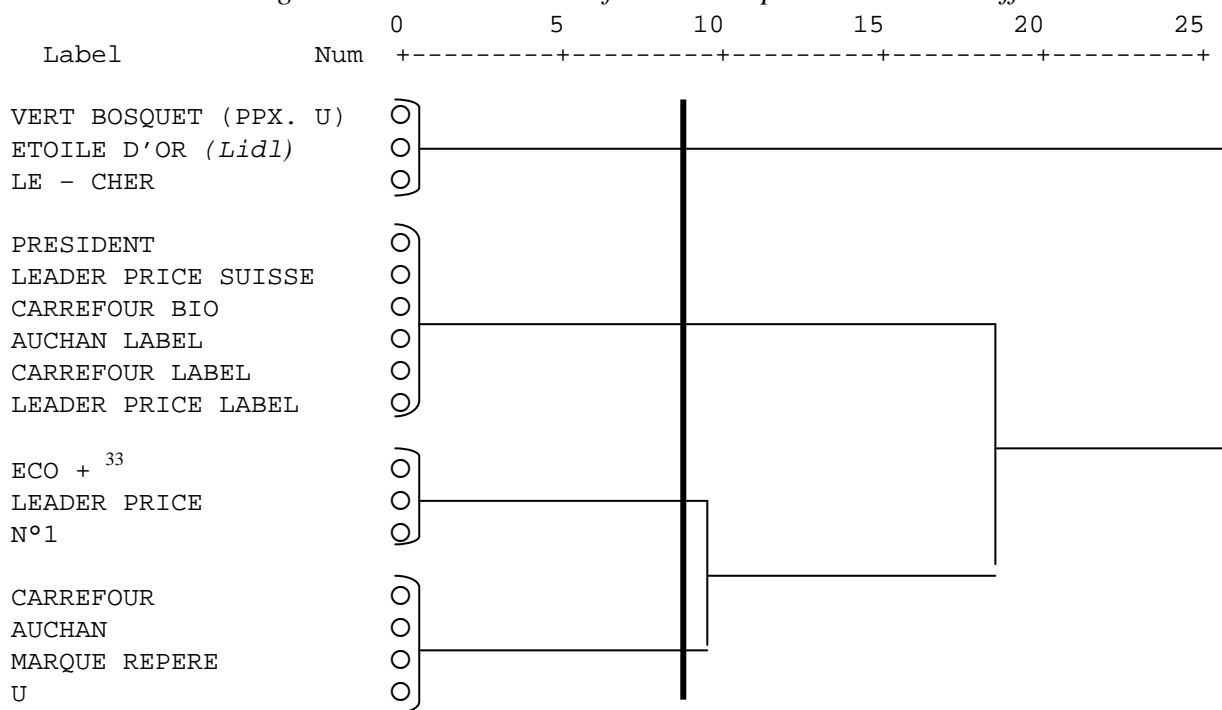 0 5 10 15 20 25
Label Num +---------+---------+---------+---------+---------+
VERT BOSQUET (PPX. U)
ETOILE D'OR (Lidl)
LE – CHER
PRESIDENT
LEADER PRICE SUISSE
CARREFOUR BIO
AUCHAN LABEL
CARREFOUR LABEL
LEADER PRICE LABEL
ECO + 33
LEADER PRICE
N°1
CARREFOUR
AUCHAN
MARQUE REPERE
U